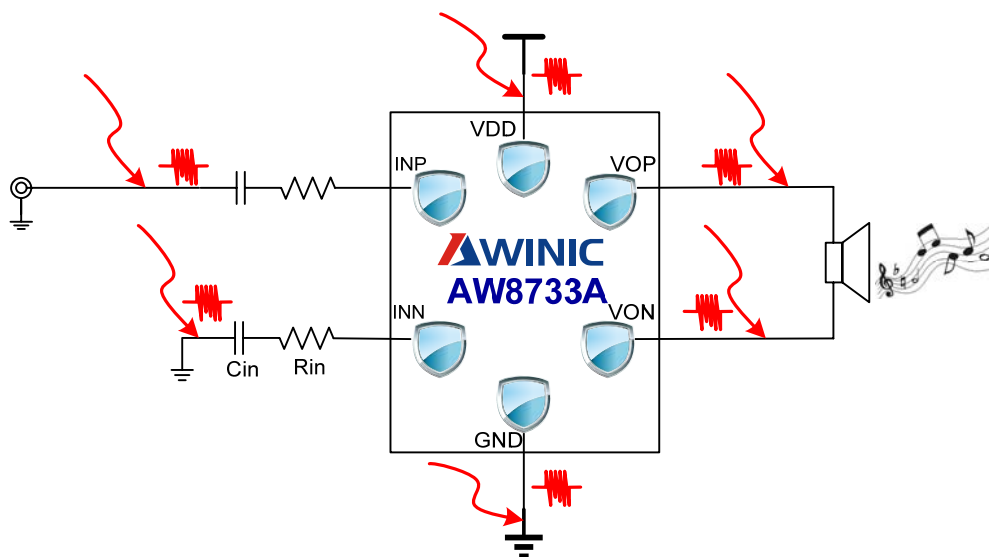 VDD
INP
VOP
AWINIC
AW8733A
INN
VON
Cin
Rin
GND